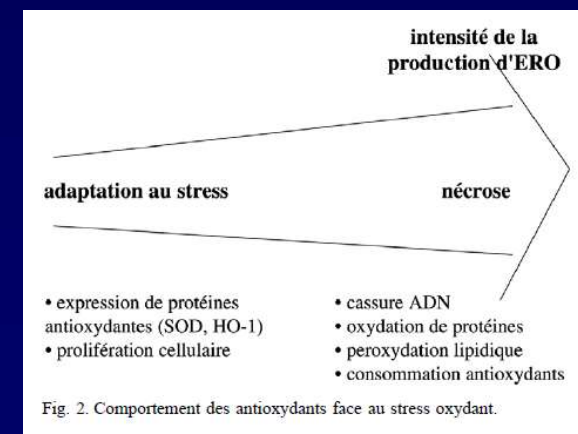 intensité de la
production d'ERO
adaptation au stress
nécrose
• expression de protéines
antioxydantes (SOD, HO-1)
• prolifération cellulaire
• cassure ADN
• oxydation de protéines
• peroxydation lipidique
• consommation antioxydants
Fig. 2. Comportement des antioxydants face au stress oxydant.